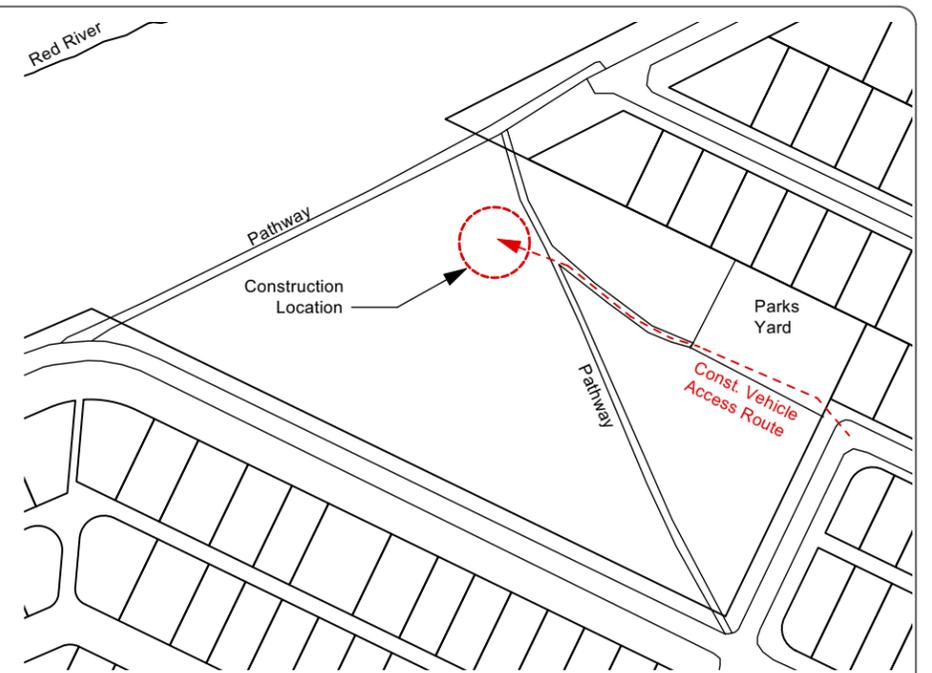 Red River
Pathway
Construction
Location
Parks
Yard
Pathway
Const. Vehicle
Access Route